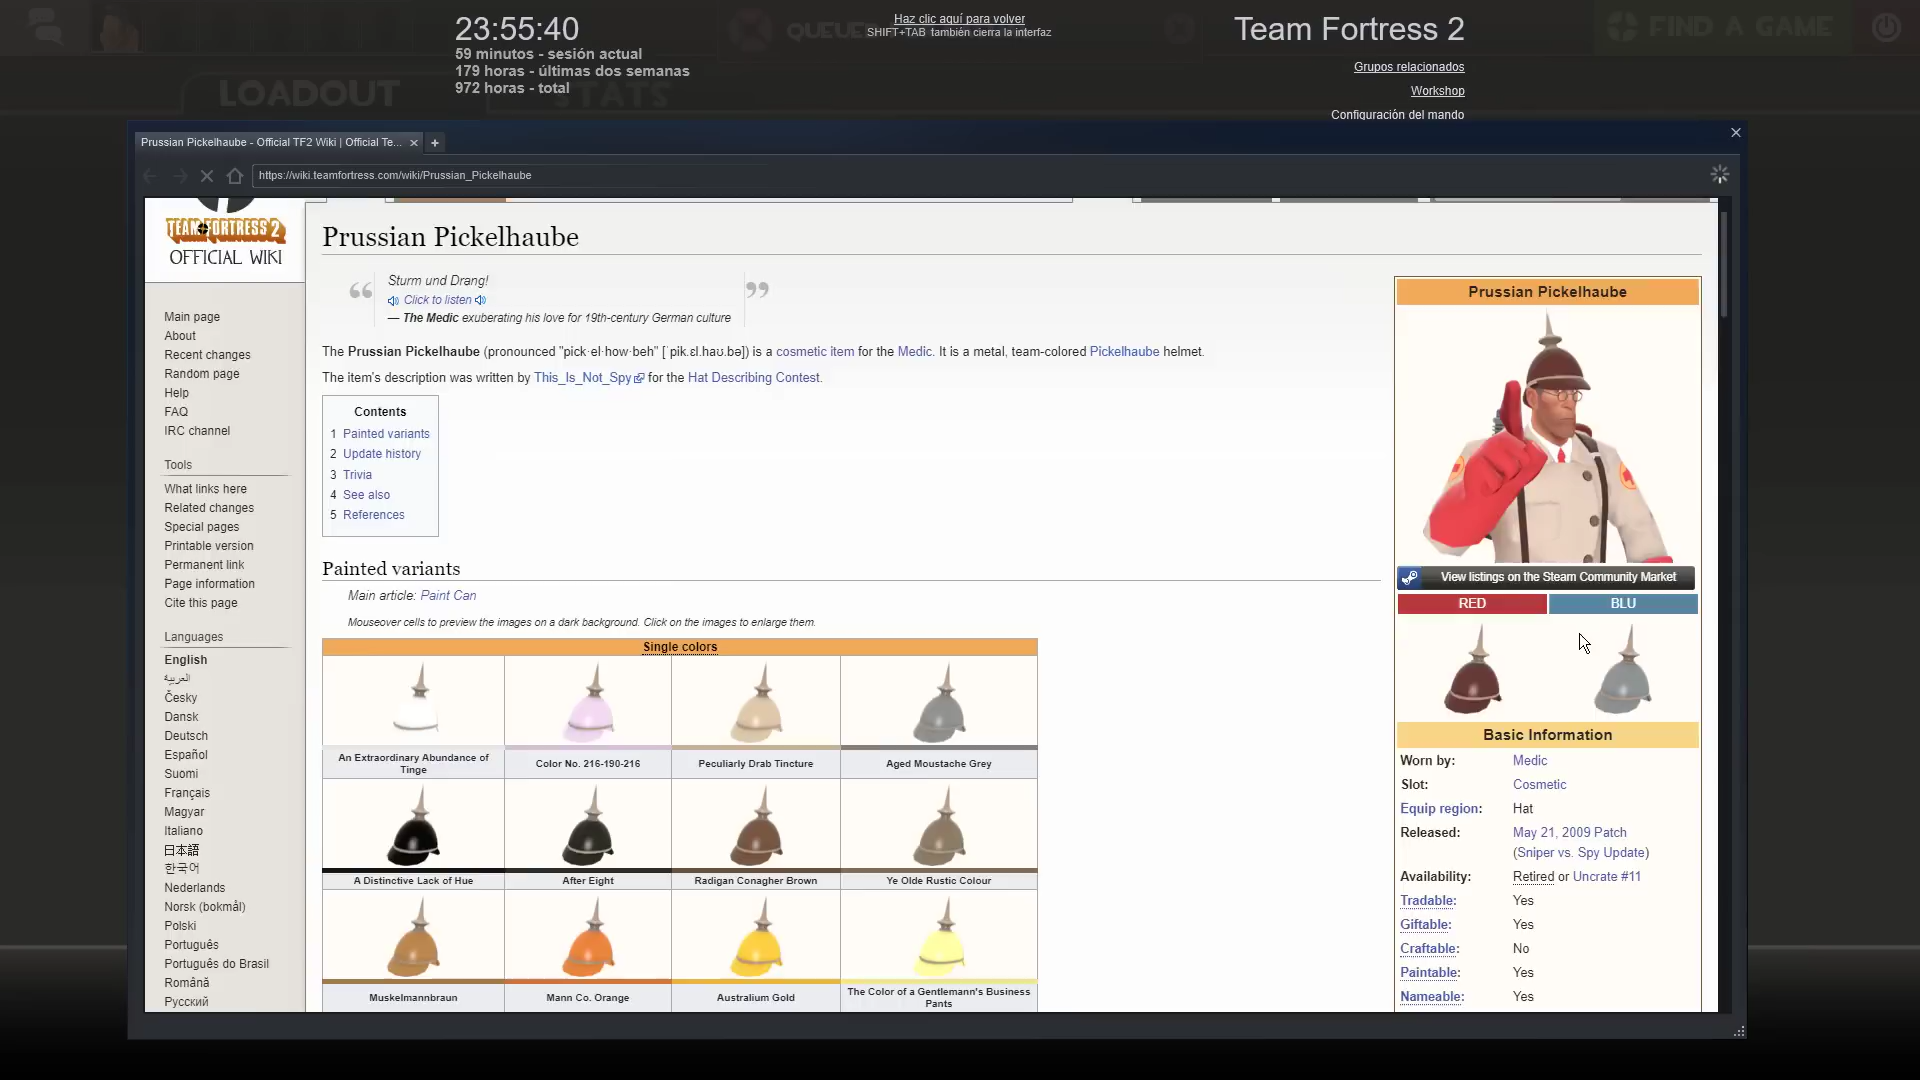 23:55:40
59 minutos - sesión actual
179 horas - últimas dos semanas
972 horas - total
Haz clic aquí para volver
SHIFT+TAB también cierra la interfaz
Team Fortress 2
Grupos relacionados
Workshop
Configuración del mando
FIND A GAME
LOADOUT
STATS
Prussian Pickelhaube - Official TF2 Wiki | Official Te...
https://wiki.teamfortress.com/wiki/Prussian_Pickelhaube
TEAM FORTRESS 2
OFFICIAL WIKI
Main page
About
Recent changes
Random page
Help
FAQ
IRC channel
Tools
What links here
Related changes
Special pages
Printable version
Permanent link
Page information
Cite this page
Languages
English
العربية
Česky
Dansk
Deutsch
Español
Suomi
Français
Magyar
Italiano
日本語
한국어
Nederlands
Norsk (bokmål)
Polski
Português
Português do Brasil
Română
Русский
Prussian Pickelhaube
“ Sturm und Drang! ”
Click to listen
— The Medic exuberating his love for 19th-century German culture
The Prussian Pickelhaube (pronounced "pick·el·how·beh" [ˈpik.ɛl.haʊ.bə]) is a cosmetic item for the Medic. It is a metal, team-colored Pickelhaube helmet.
The item's description was written by This_Is_Not_Spy for the Hat Describing Contest.
Contents
1 Painted variants
2 Update history
3 Trivia
4 See also
5 References
Painted variants
Main article: Paint Can
Mouseover cells to preview the images on a dark background. Click on the images to enlarge them.
Single colors
An Extraordinary Abundance of
Tinge
Color No. 216-190-216
Peculiarly Drab Tincture
Aged Moustache Grey
A Distinctive Lack of Hue
After Eight
Radigan Conagher Brown
Ye Olde Rustic Colour
Muskelmannbraun
Mann Co. Orange
Australium Gold
The Color of a Gentlemann's Business
Pants
Prussian Pickelhaube
View listings on the Steam Community Market
RED BLU
Basic Information
Worn by: Medic
Slot: Cosmetic
Equip region: Hat
Released: May 21, 2009 Patch
(Sniper vs. Spy Update)
Availability: Retired or Uncrate #11
Tradable: Yes
Giftable: Yes
Craftable: No
Paintable: Yes
Nameable: Yes